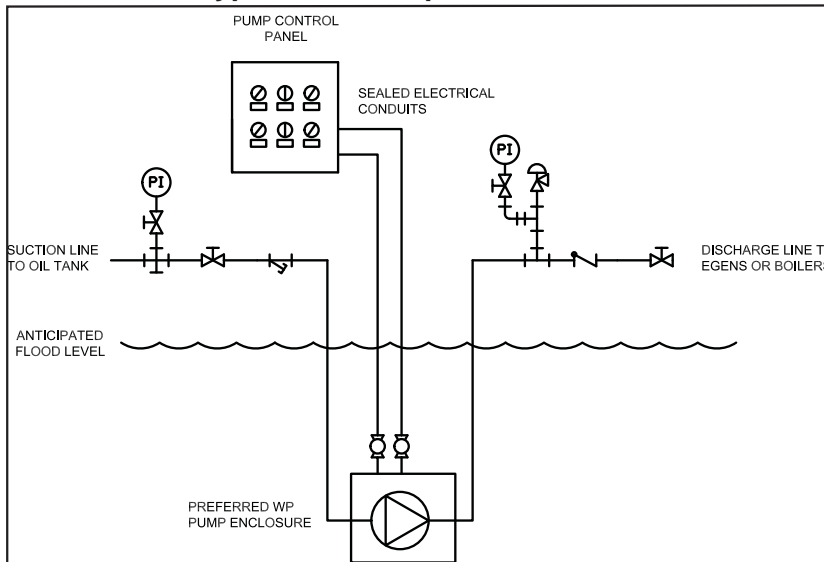 PUMP CONTROL
PANEL
SEALED ELECTRICAL
CONDUITS
PI
PI
SUCTION LINE
TO OIL TANK
DISCHARGE LINE T
EGENS OR BOILERS
ANTICIPATED
FLOOD LEVEL
PREFERRED WP
PUMP ENCLOSURE